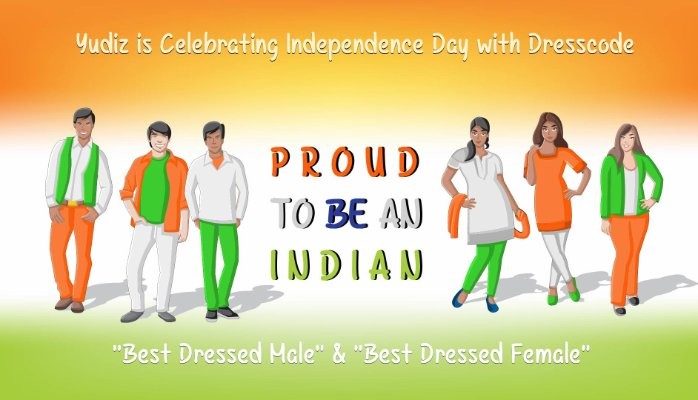 Yudiz is Celebrating Independence Day with Dresscode
PROUD
TO BE AN
INDIAN
"Best Dressed Male" & "Best Dressed Female"